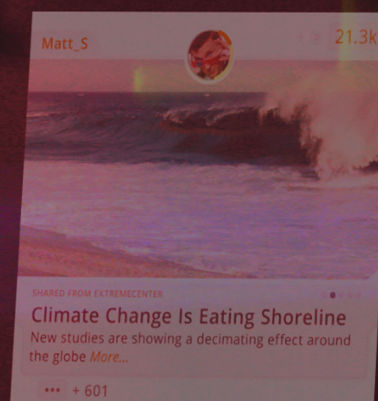 Matt_S
21.3k
SHARED FROM EXTREMECENTER
Climate Change Is Eating Shoreline
New studies are showing a decimating effect around
the globe More...
••• + 601